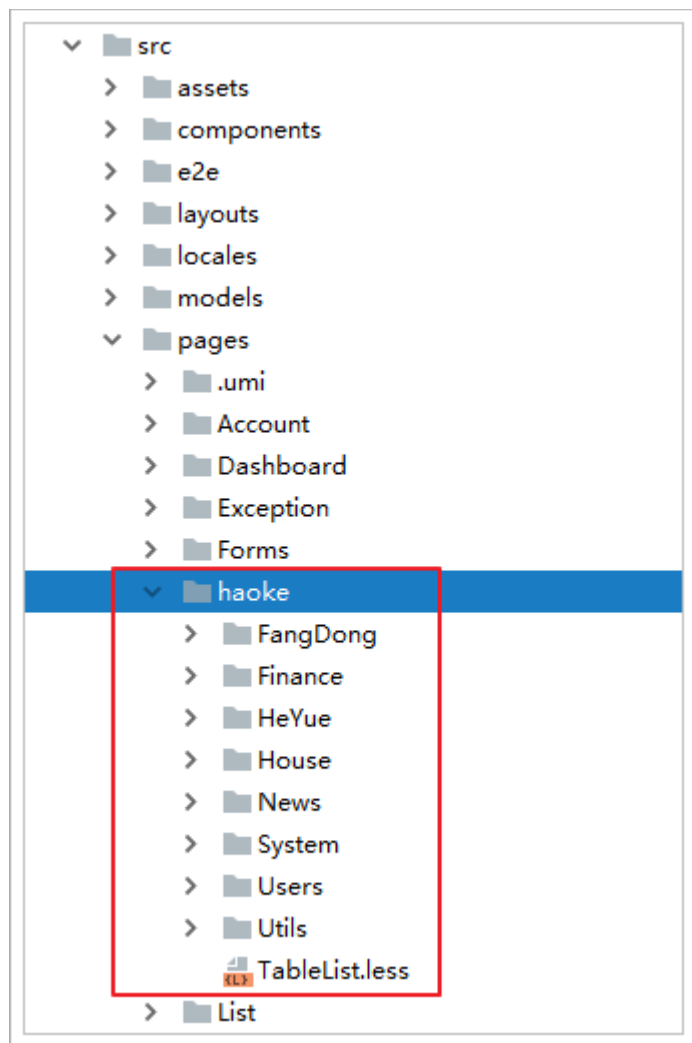 src
assets
components
e2e
layouts
locales
models
pages
.umi
Account
Dashboard
Exception
Forms
haoke
FangDong
Finance
HeYue
House
News
System
Users
Utils
{L} TableList.less
List